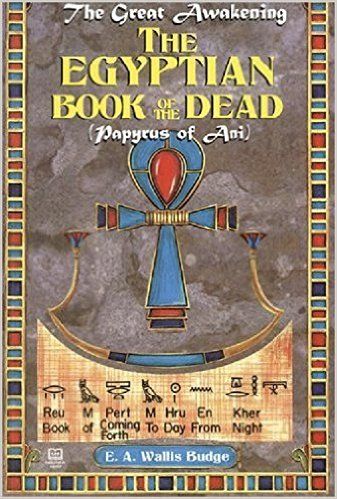 The Great Awakening
THE
EGYPTIAN
BOOK OF THE DEAD
(Papyrus of Ani)
Reu M Pert M Hru En Kher
Book of Coming Forth To Day From Night
E. A. Wallis Budge